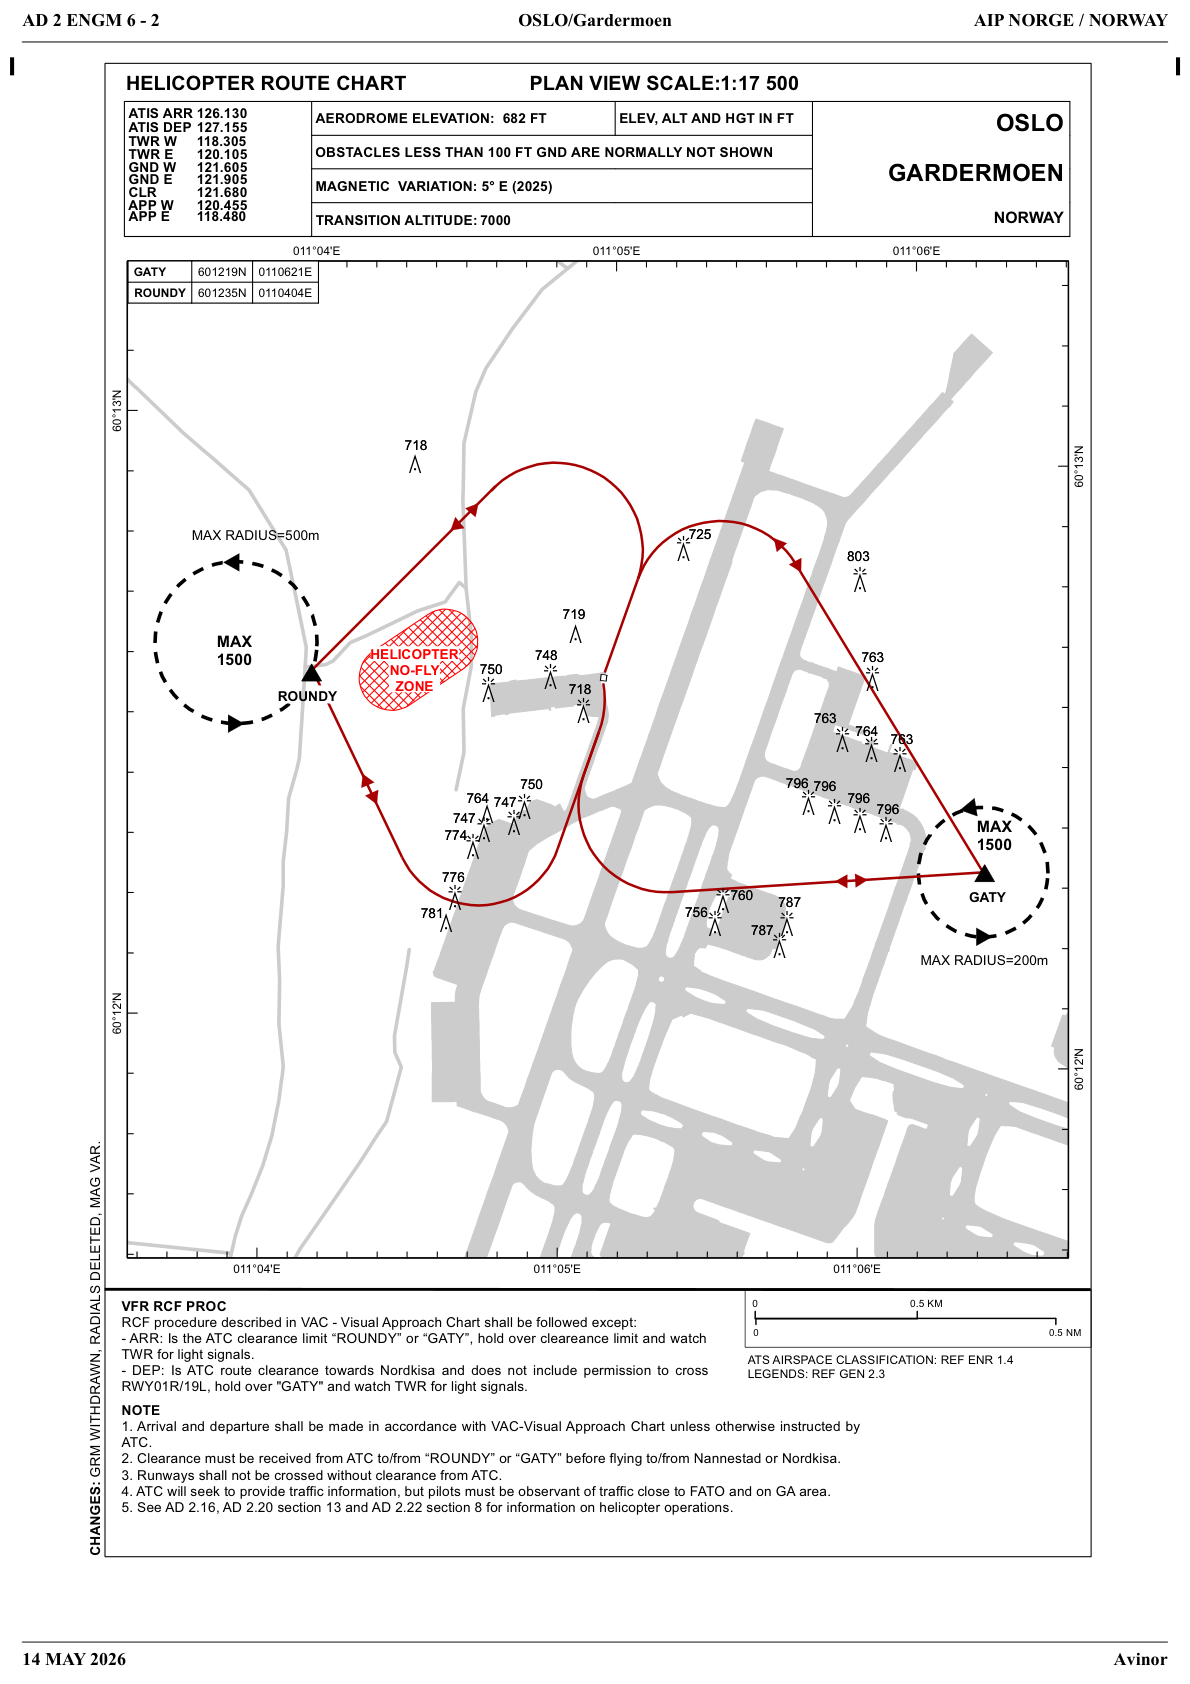 AD 2 ENGM 6 - 2
OSLO/Gardermoen
AIP NORGE / NORWAY
HELICOPTER ROUTE CHART
PLAN VIEW SCALE:1:17 500
ATIS ARR 126.130
ATIS DEP 127.155
TWR W 118.305
TWR E 120.105
GND W 121.605
GND E 121.905
CLR 121.680
APP W 120.455
APP E 118.480
AERODROME ELEVATION: 682 FT
ELEV, ALT AND HGT IN FT
OBSTACLES LESS THAN 100 FT GND ARE NORMALLY NOT SHOWN
MAGNETIC VARIATION: 5° E (2025)
TRANSITION ALTITUDE: 7000
OSLO
GARDERMOEN
NORWAY
011°04'E
011°05'E
011°06'E
GATY 601219N 0110621E
ROUNDY 601235N 0110404E
60°13'N
60°13'N
718
MAX RADIUS=500m
725
803
719
MAX
1500
HELICOPTER
NO-FLY
ZONE
748
750
763
718
ROUNDY
763
764
763
750
796
796
764
747
796
796
747
774
MAX
1500
776
760
GATY
781
756
787
787
MAX RADIUS=200m
60°12'N
60°12'N
011°04'E
011°05'E
011°06'E
CHANGES: GRM WITHDRAWN, RADIALS DELETED, MAG VAR.
VFR RCF PROC
RCF procedure described in VAC - Visual Approach Chart shall be followed except:
- ARR: Is the ATC clearance limit “ROUNDY” or “GATY”, hold over cleareance limit and watch
TWR for light signals.
- DEP: Is ATC route clearance towards Nordkisa and does not include permission to cross
RWY01R/19L, hold over "GATY" and watch TWR for light signals.
0
0.5 KM
0
0.5 NM
ATS AIRSPACE CLASSIFICATION: REF ENR 1.4
LEGENDS: REF GEN 2.3
NOTE
1. Arrival and departure shall be made in accordance with VAC-Visual Approach Chart unless otherwise instructed by
ATC.
2. Clearance must be received from ATC to/from “ROUNDY” or “GATY” before flying to/from Nannestad or Nordkisa.
3. Runways shall not be crossed without clearance from ATC.
4. ATC will seek to provide traffic information, but pilots must be observant of traffic close to FATO and on GA area.
5. See AD 2.16, AD 2.20 section 13 and AD 2.22 section 8 for information on helicopter operations.
14 MAY 2026
Avinor